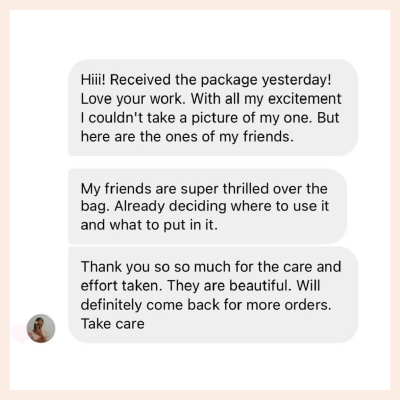 Hiii! Received the package yesterday!
Love your work. With all my excitement
I couldn't take a picture of my one. But
here are the ones of my friends.
My friends are super thrilled over the
bag. Already deciding where to use it
and what to put in it.
Thank you so so much for the care and
effort taken. They are beautiful. Will
definitely come back for more orders.
Take care